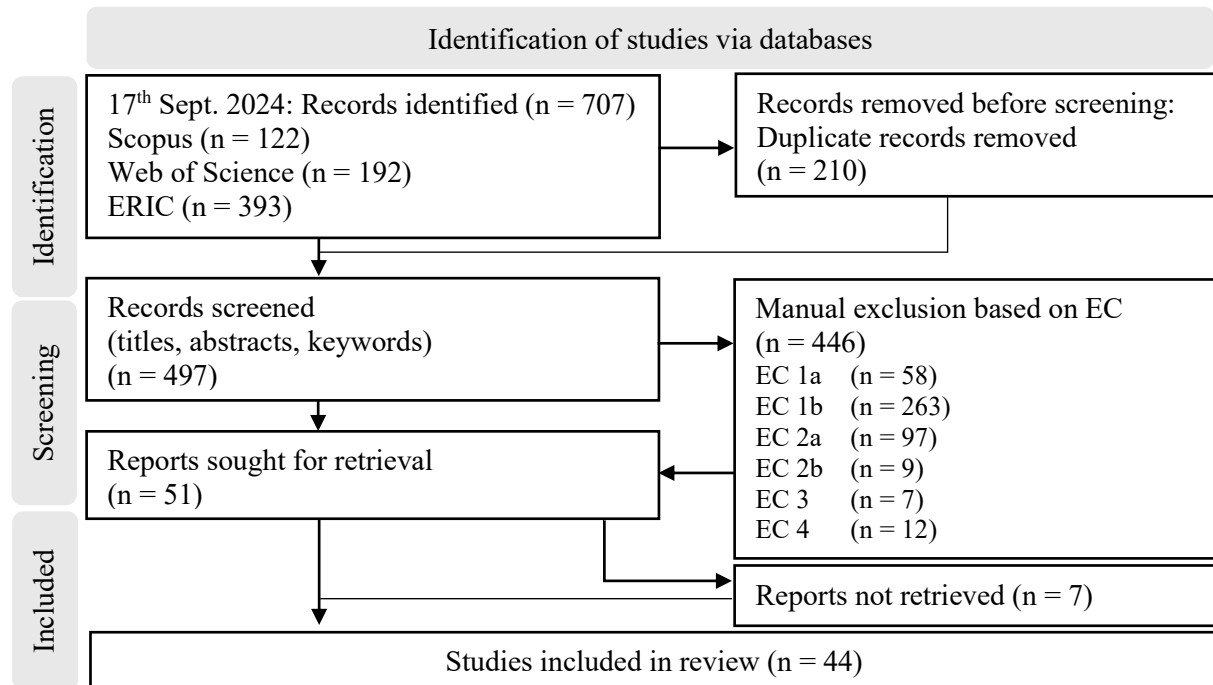 Identification of studies via databases
Identification
17th Sept. 2024: Records identified (n = 707)
Scopus (n = 122)
Web of Science (n = 192)
ERIC (n = 393)
Records removed before screening:
Duplicate records removed
(n = 210)
Screening
Records screened
(titles, abstracts, keywords)
(n = 497)
Manual exclusion based on EC
(n = 446)
EC 1a (n = 58)
EC 1b (n = 263)
EC 2a (n = 97)
EC 2b (n = 9)
EC 3 (n = 7)
EC 4 (n = 12)
Reports sought for retrieval
(n = 51)
Included
Reports not retrieved (n = 7)
Studies included in review (n = 44)